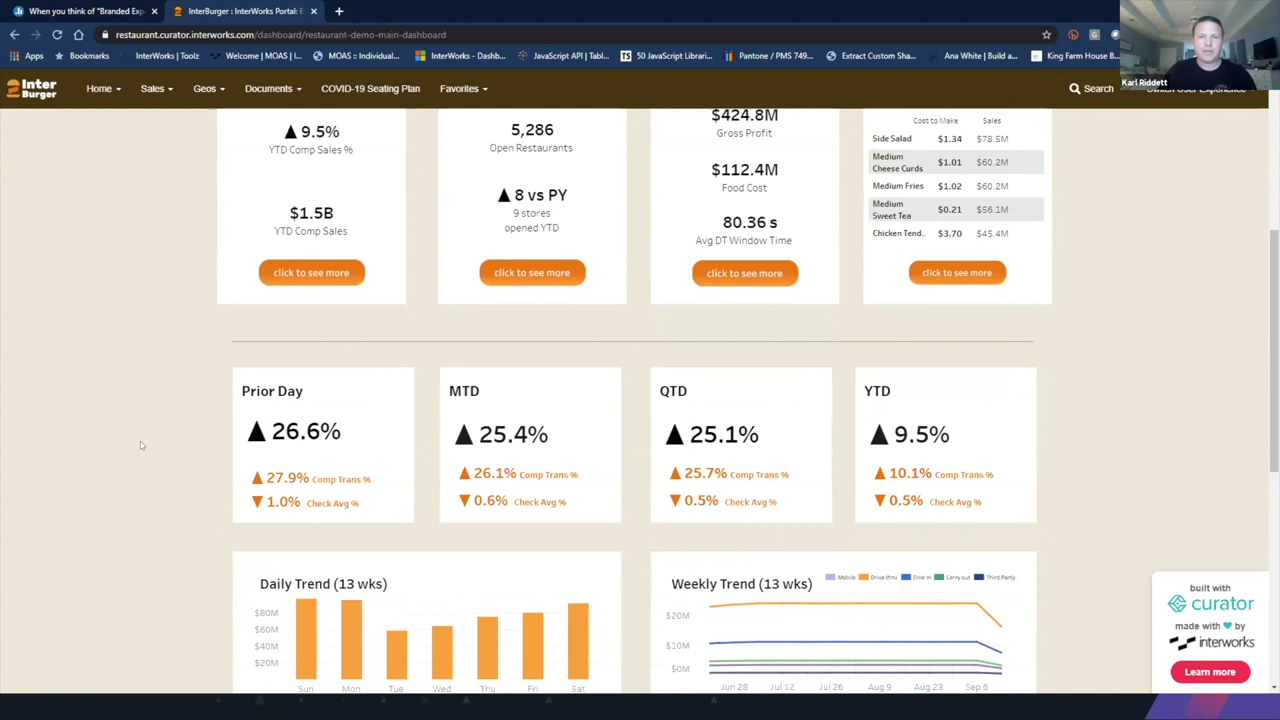 When you think of "Branded Exp
InterBurger : InterWorks Portal: E
restaurant.curator.interworks.com/dashboard/restaurant-demo-main-dashboard
Apps
Bookmarks
InterWorks | Toolz
Welcome | MOAS | I...
MOAS = Individual...
InterWorks - Dashb...
JavaScript API | Tabl...
TS 50 JavaScript Librari...
Pantone / PMS 749...
Extract Custom Sha...
Ana White | Build a...
King Farm House B...
Karl Riddett
Inter
Burger
Home
Sales
Geos
Documents
COVID-19 Seating Plan
Favorites
Search
Switch User Experience
▲ 9.5%
YTD Comp Sales %
$1.5B
YTD Comp Sales
click to see more
5,286
Open Restaurants
▲ 8 vs PY
9 stores
opened YTD
click to see more
$424.8M
Gross Profit
$112.4M
Food Cost
80.36 s
Avg DT Window Time
click to see more
Cost to Make Sales
Side Salad $1.34 $78.5M
Medium
Cheese Curds $1.01 $60.2M
Medium Fries $1.02 $60.2M
Medium
Sweet Tea $0.21 $56.1M
Chicken Tend.. $3.70 $45.4M
click to see more
Prior Day
▲ 26.6%
▲ 27.9% Comp Trans %
▼ 1.0% Check Avg %
MTD
▲ 25.4%
▲ 26.1% Comp Trans %
▼ 0.6% Check Avg %
QTD
▲ 25.1%
▲ 25.7% Comp Trans %
▼ 0.5% Check Avg %
YTD
▲ 9.5%
▲ 10.1% Comp Trans %
▼ 0.5% Check Avg %
Daily Trend (13 wks)
$80M
$60M
$40M
$20M
Sun Mon Tue Wed Thu Fri Sat
Weekly Trend (13 wks)
Mobile Drive thru Dine in Carry out Third Party
$20M
$10M
$0M
Jun 28 Jul 12 Jul 26 Aug 9 Aug 23 Sep 6
built with
curator
made with ♥ by
interworks
Learn more